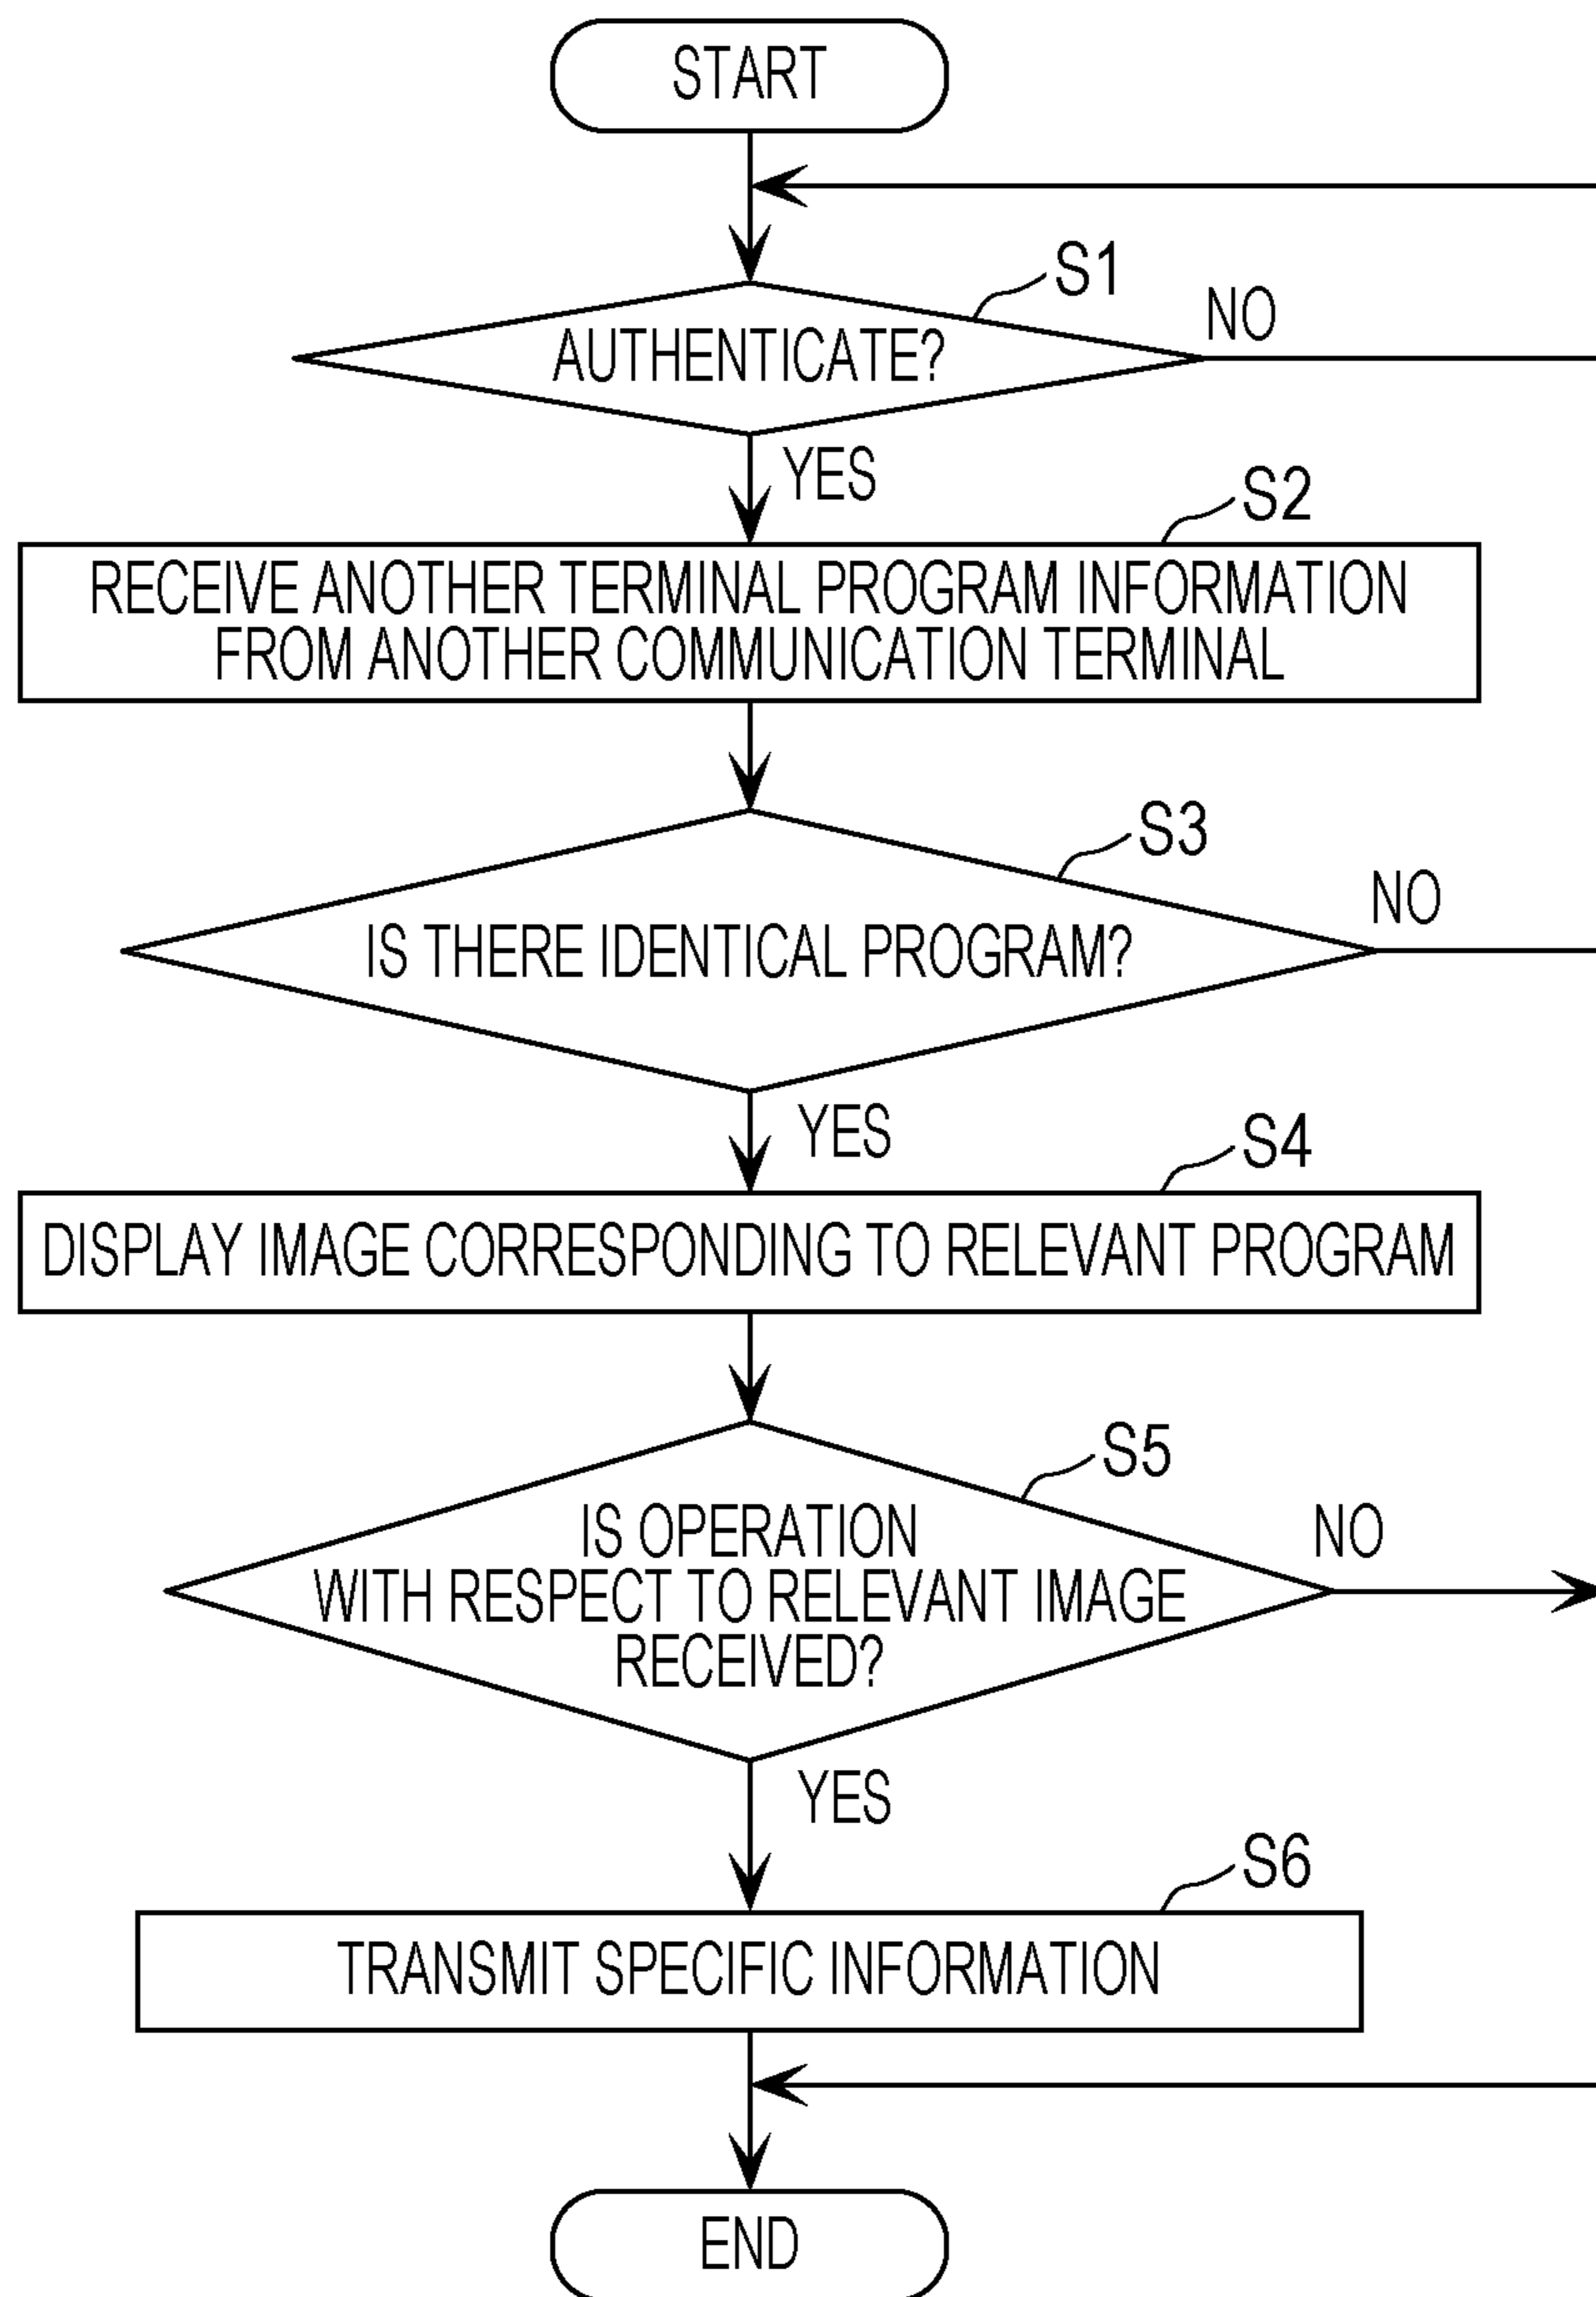 START
S1
NO
AUTHENTICATE?
YES
S2
RECEIVE ANOTHER TERMINAL PROGRAM INFORMATION
FROM ANOTHER COMMUNICATION TERMINAL
S3
NO
IS THERE IDENTICAL PROGRAM?
YES
S4
DISPLAY IMAGE CORRESPONDING TO RELEVANT PROGRAM
S5
NO
IS OPERATION
WITH RESPECT TO RELEVANT IMAGE
RECEIVED?
YES
S6
TRANSMIT SPECIFIC INFORMATION
END